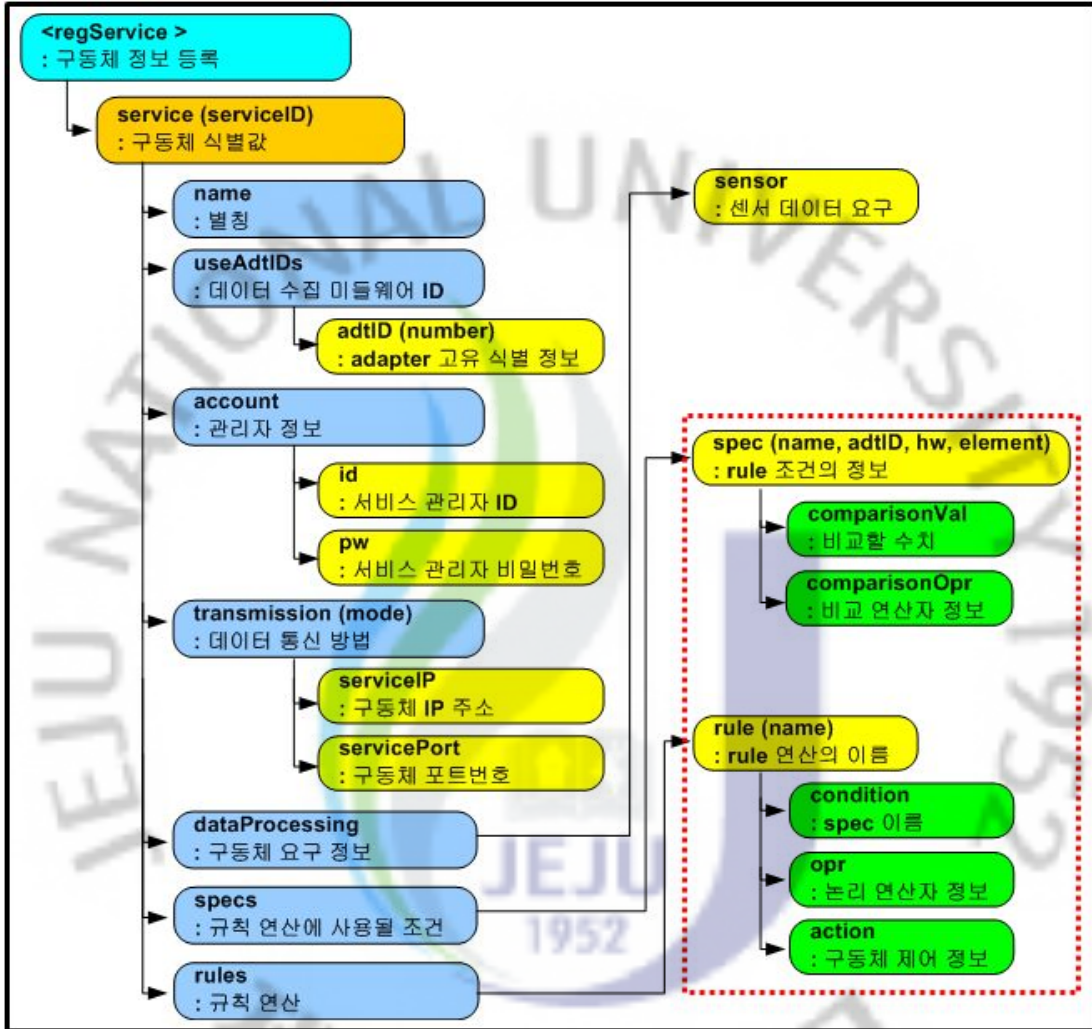 <regService >
: 구동체 정보 등록
service (serviceID)
: 구동체 식별값
name
: 별칭
useAdtIDs
: 데이터 수집 미들웨어 ID
adtID (number)
: adapter 고유 식별 정보
account
: 관리자 정보
id
: 서비스 관리자 ID
pw
: 서비스 관리자 비밀번호
transmission (mode)
: 데이터 통신 방법
serviceIP
: 구동체 IP 주소
servicePort
: 구동체 포트번호
dataProcessing
: 구동체 요구 정보
specs
: 규칙 연산에 사용될 조건
rules
: 규칙 연산
sensor
: 센서 데이터 요구
spec (name, adtID, hw, element)
: rule 조건의 정보
comparisonVal
: 비교할 수치
comparisonOpr
: 비교 연산자 정보
rule (name)
: rule 연산의 이름
condition
: spec 이름
opr
: 논리 연산자 정보
action
: 구동체 제어 정보
JEJU NATIONAL UNIVERSITY 1952
JEJU
1952